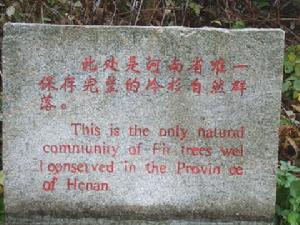 此处是河南省唯一
保存完整的冷杉自然群
落。
This is the only natural
community of Fir trees wel
l conserved in the Provin ce
of Henan.